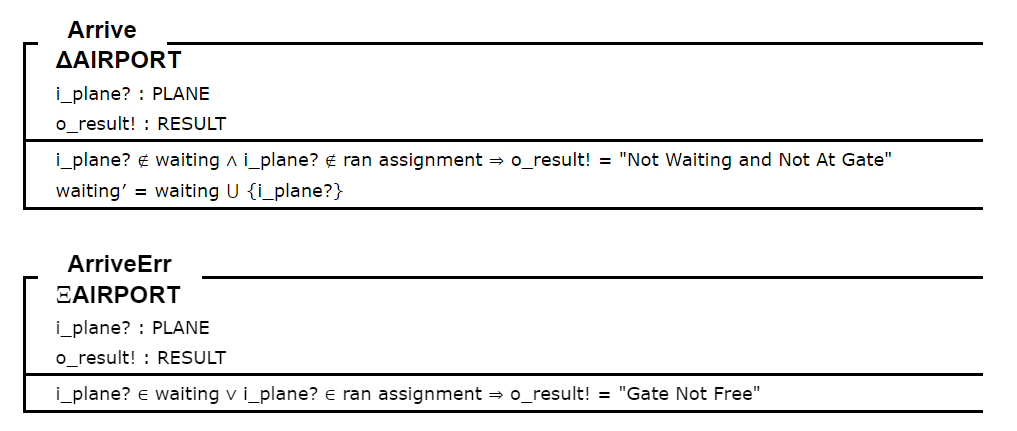 Arrive
ΔAIRPORT
i_plane? : PLANE
o_result! : RESULT
i_plane? ∉ waiting ∧ i_plane? ∉ ran assignment ⇒ o_result! = "Not Waiting and Not At Gate"
waiting′ = waiting ∪ {i_plane?}
ArriveErr
ΞAIRPORT
i_plane? : PLANE
o_result! : RESULT
i_plane? ∈ waiting ∨ i_plane? ∈ ran assignment ⇒ o_result! = "Gate Not Free"